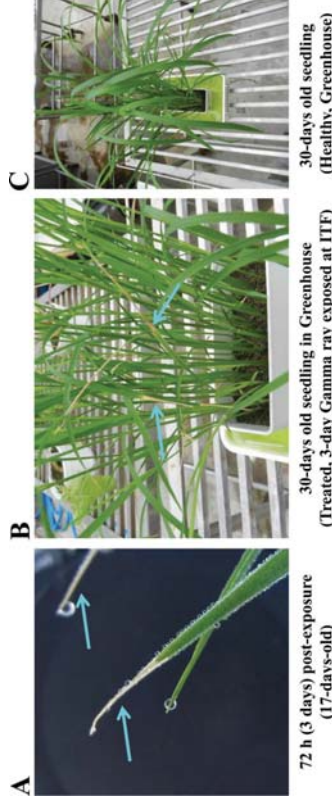 A
72 h (3 days) post-exposure
(17-days-old)
B
30-days old seedling in Greenhouse
(Treated, 3-day Gamma ray exposed at ITF)
C
30-days old seedling
(Healthy, Greenhouse)